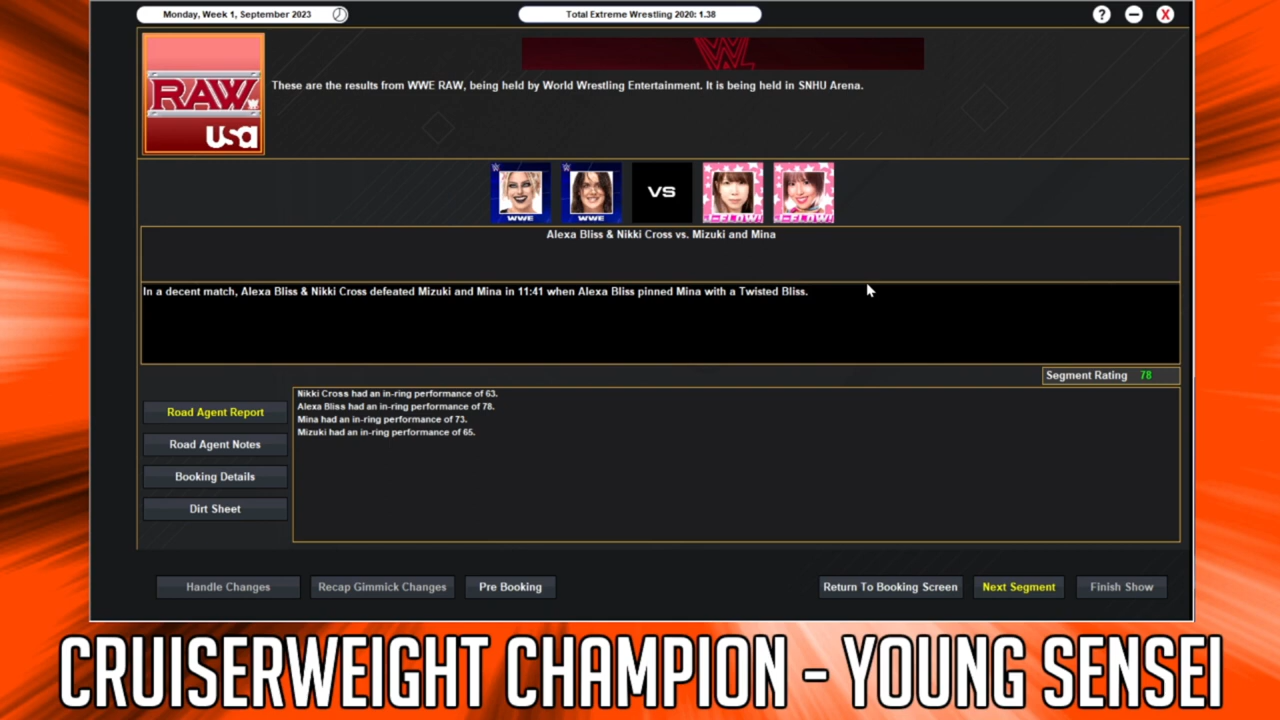 Monday, Week 1, September 2023
Total Extreme Wrestling 2020: 1.38
?
X
RAW
USA
These are the results from WWE RAW, being held by World Wrestling Entertainment. It is being held in SNHU Arena.
WWE
WWE
VS
Alexa Bliss & Nikki Cross vs. Mizuki and Mina
In a decent match, Alexa Bliss & Nikki Cross defeated Mizuki and Mina in 11:41 when Alexa Bliss pinned Mina with a Twisted Bliss.
Segment Rating 78
Nikki Cross had an in-ring performance of 63.
Alexa Bliss had an in-ring performance of 78.
Mina had an in-ring performance of 73.
Mizuki had an in-ring performance of 65.
Road Agent Report
Road Agent Notes
Booking Details
Dirt Sheet
Handle Changes
Recap Gimmick Changes
Pre Booking
Return To Booking Screen
Next Segment
Finish Show
CRUISERWEIGHT CHAMPION - YOUNG SENSEI